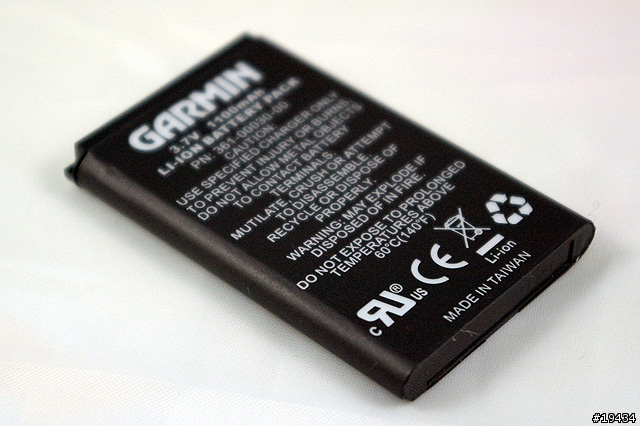 GARMIN
3.7V 1100mAh
LI-ION BATTERY PACK
PN: 361-00030-00
CAUTION
USE SPECIFIED CHARGER ONLY
TO PREVENT INJURY OR BURNS,
DO NOT ALLOW METAL OBJECTS
TO CONTACT BATTERY
TERMINALS.
MUTILATE, CRUSH OR ATTEMPT
TO DISASSEMBLE.
RECYCLE OR DISPOSE OF
PROPERLY.
WARNING: MAY EXPLODE IF
DISPOSED OF IN FIRE.
DO NOT EXPOSE TO PROLONGED
TEMPERATURES ABOVE
60°C(140°F)
c RU ® US CE
Li-ion
MADE IN TAIWAN
#19434